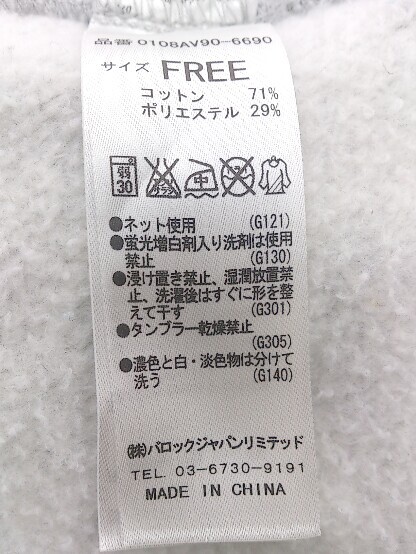 品番 0108AV90-6690
サイズ FREE
コットン 71%
ポリエステル 29%
弱
30
中
●ネット使用 (G121)
●蛍光増白剤入り洗剤は使用
禁止 (G130)
●浸け置き禁止、湿潤放置禁
止、洗濯後はすぐに形を整
えて干す (G301)
●タンブラー乾燥禁止
(G305)
●濃色と白・淡色物は分けて
洗う (G140)
㈱バロックジャパンリミテッド
TEL. 03-6730-9191
MADE IN CHINA